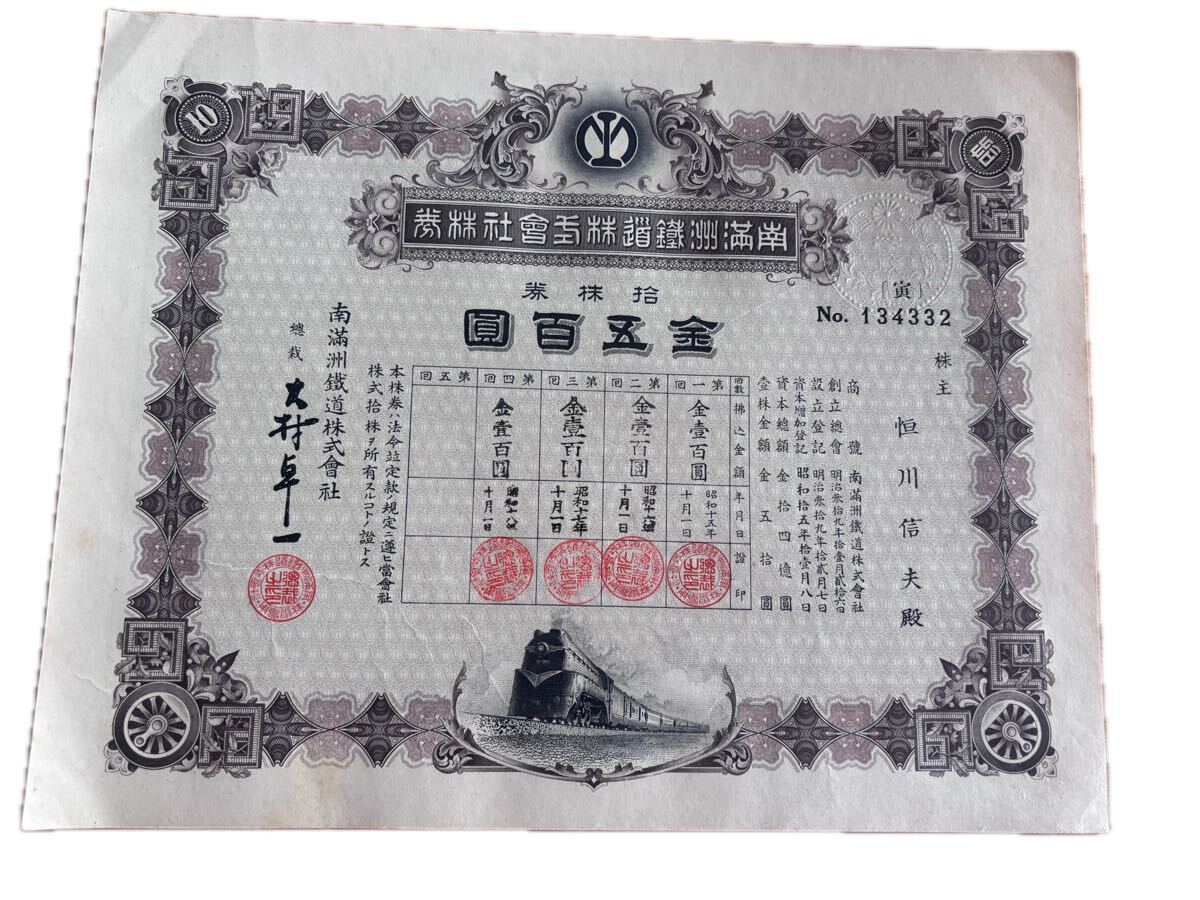 10
拾
南滿洲鐵道株式會社株券
拾株券
金五百圓
〔寅〕
No. 134332
株主 恒川信夫殿
商號 南滿洲鐵道株式會社
創立總會 明治参拾九年拾壹月貳拾六日
設立登記 明治参拾九年拾貳月七日
資本增加登記 昭和拾五年拾壹月八日
資本總額 金拾四億圓
壹株金額 金五拾圓
回數 拂込金額 年月日 證印
第一回 金壹百圓 昭和十五年十月一日
第二回 金壹百圓 昭和十六年十月一日
第三回 金壹百圓 昭和十七年十月一日
第四回 金壹百圓 昭和十八年十月一日
第五回
本株券ハ法令竝定款ノ規定ニ遵ヒ當會社
株式拾株ヲ所有スルコトノ證トス
南滿洲鐵道株式會社
總裁 大村卓一